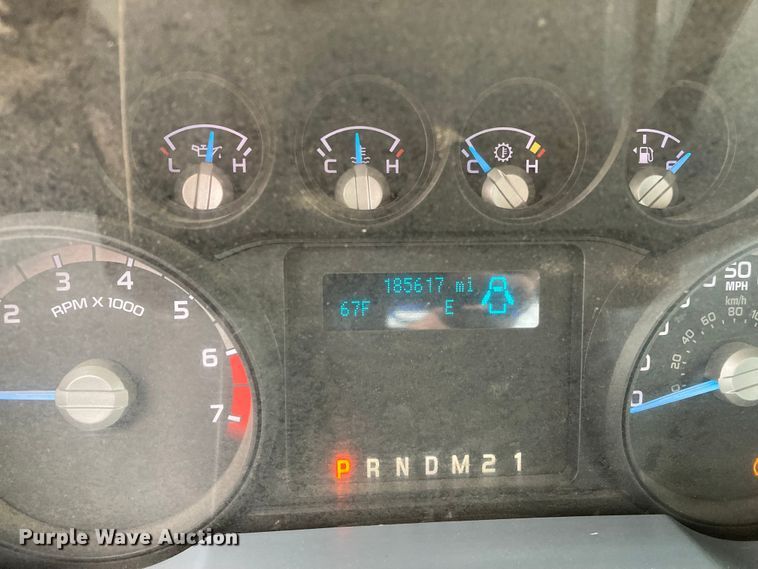 L H
C H
C H
F
185617 mi
67F E
2 3 4 5 6 7
RPM X 1000
50
MPH
km/h
80
60
40
20
0
P R N D M 2 1
Purple Wave Auction